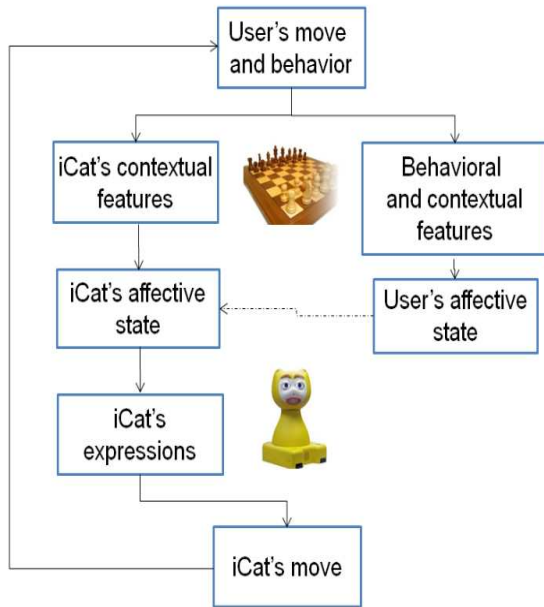 User's move
and behavior
iCat's contextual
features
Behavioral
and contextual
features
iCat's affective
state
User's affective
state
iCat's
expressions
iCat's move